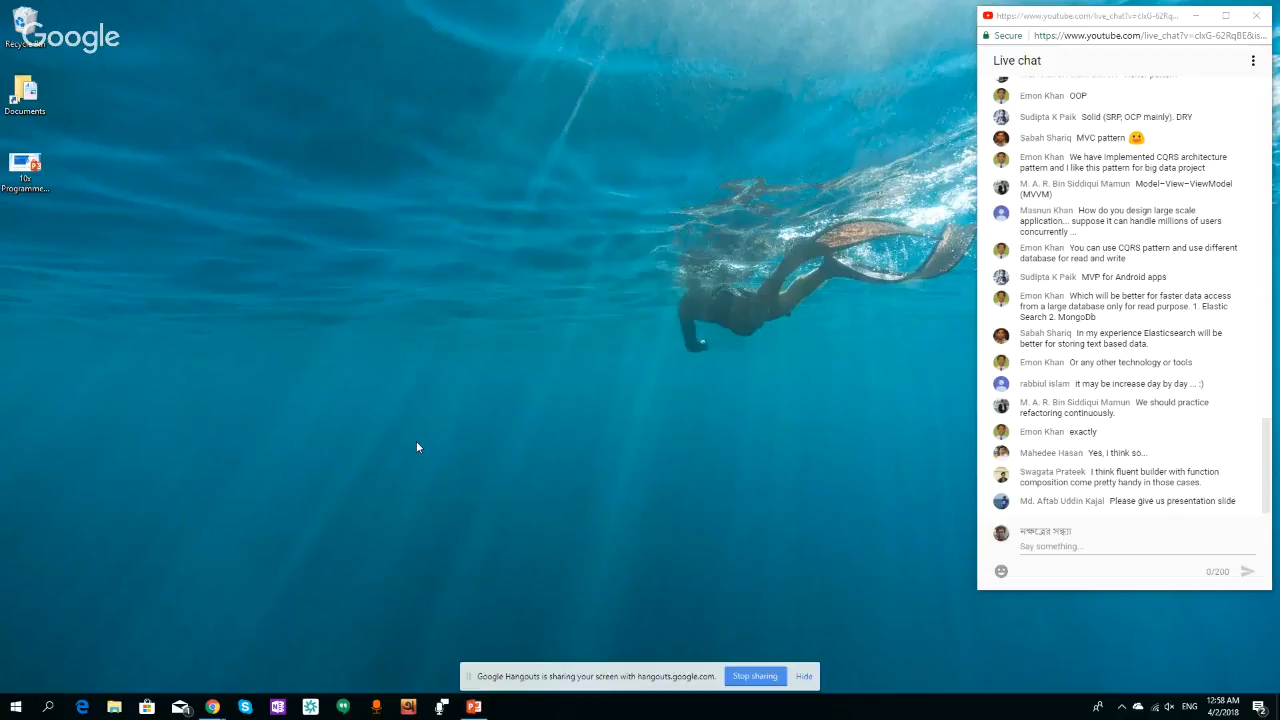 Google
Documents
Programme...
https://www.youtube.com/live_chat?v=clxG-62Rq...
Secure
https://www.youtube.com/live_chat?v=clxG-62RqBE&is...
Live chat
Emon Khan OOP
Sudipta K Paik Solid (SRP, OCP mainly). DRY
Sabah Shariq MVC pattern
Emon Khan We have Implemented CQRS architecture
pattern and I like this pattern for big data project
M. A. R. Bin Siddiqui Mamun Model–View–ViewModel
(MVVM)
Masnun Khan How do you design large scale
application... suppose it can handle millions of users
concurrently ...
Emon Khan You can use CQRS pattern and use different
database for read and write
Sudipta K Paik MVP for Android apps
Emon Khan Which will be better for faster data access
from a large database only for read purpose. 1. Elastic
Search 2. MongoDb
Sabah Shariq In my experience Elasticsearch will be
better for storing text based data.
Emon Khan Or any other technology or tools
rabbiul islam it may be increase day by day ... :)
M. A. R. Bin Siddiqui Mamun We should practice
refactoring continuously.
Emon Khan exactly
Mahedee Hasan Yes, i think so...
Swagata Prateek I think fluent builder with function
composition come pretty handy in those cases.
Md. Aftab Uddin Kajal Please give us presentation slide
নক্ষত্রের সন্ধ্যা
Say something...
0/200
Google Hangouts is sharing your screen with hangouts.google.com.
Stop sharing
Hide
ENG
12:58 AM
4/2/2018
2